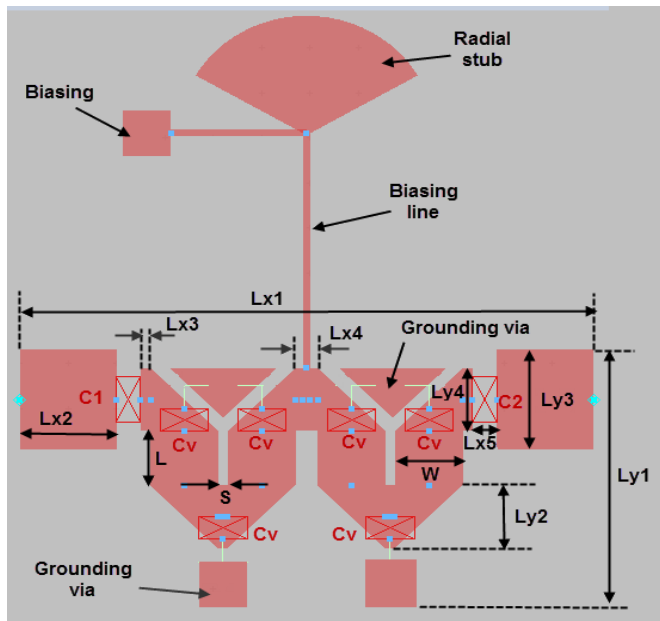 Radial
stub
Biasing
Biasing
line
Lx1
Lx3
Lx4
Grounding via
C1
C2
Ly4
Ly3
Lx2
Lx5
Cv
Cv
Cv
Cv
L
W
Ly1
S
Ly2
Cv
Cv
Grounding
via